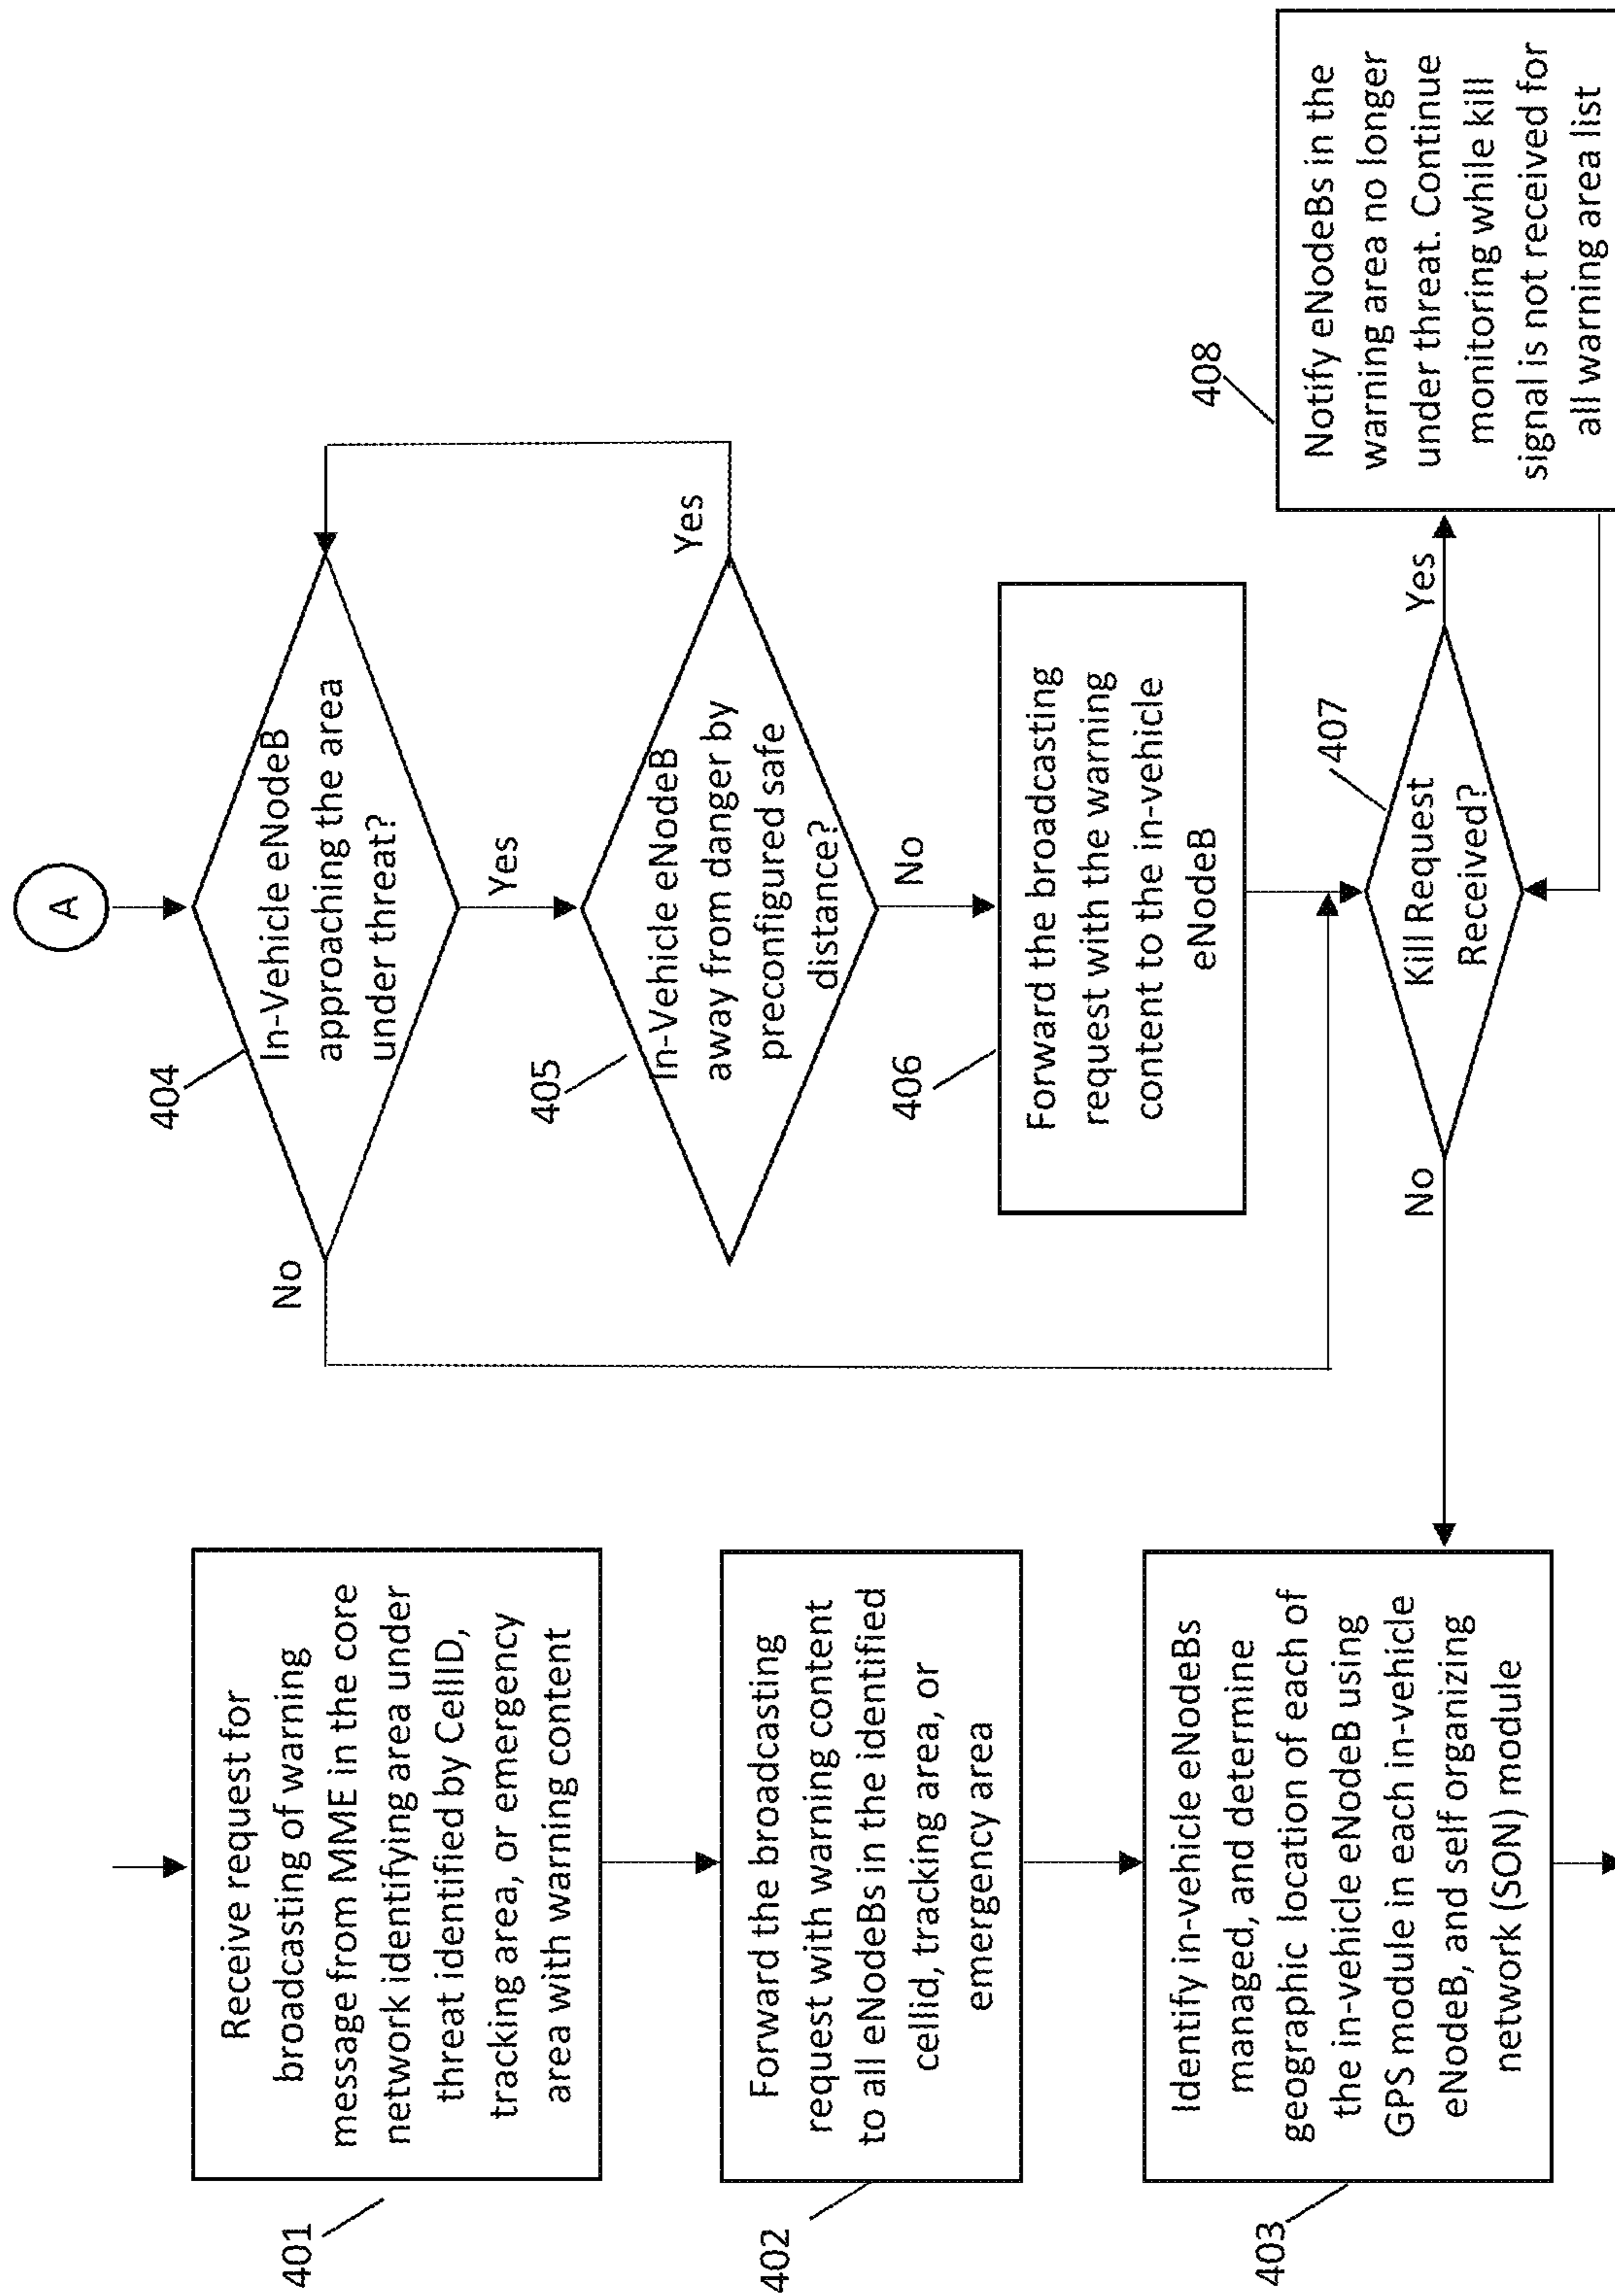 401
Receive request for
broadcasting of warning
message from MME in the core
network identifying area under
threat identified by CellID,
tracking area, or emergency
area with warning content
402
Forward the broadcasting
request with warning content
to all eNodeBs in the identified
cellid, tracking area, or
emergency area
403
Identify in-vehicle eNodeBs
managed, and determine
geographic location of each of
the in-vehicle eNodeB using
GPS module in each in-vehicle
eNodeB, and self organizing
network (SON) module
A
404
In-Vehicle eNodeB
approaching the area
under threat?
No
Yes
405
In-Vehicle eNodeB
away from danger by
preconfigured safe
distance?
Yes
No
406
Forward the broadcasting
request with the warning
content to the in-vehicle
eNodeB
407
Kill Request
Received?
No
Yes
408
Notify eNodeBs in the
warning area no longer
under threat. Continue
monitoring while kill
signal is not received for
all warning area list